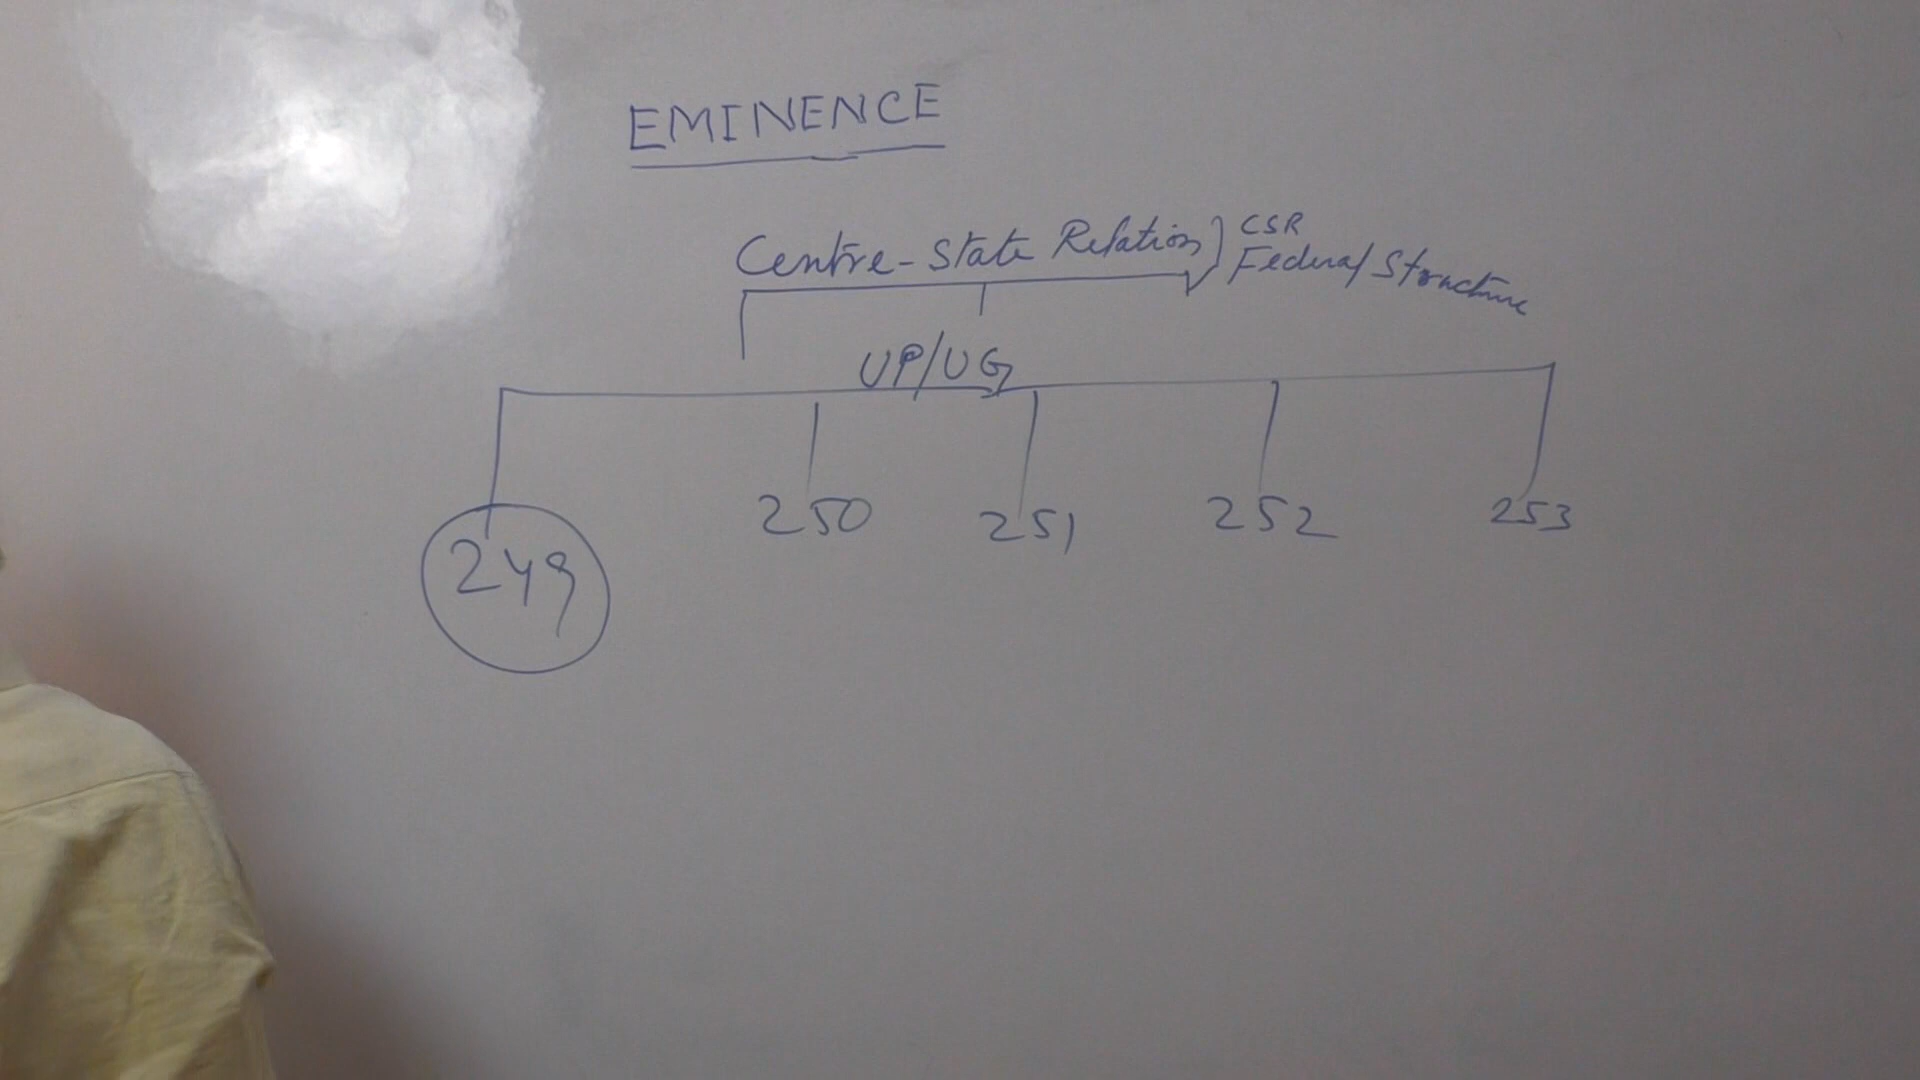 EMINENCE
Centre-State Relation) CSR
Federal Structure
UP/UG
249 250 251 252 253